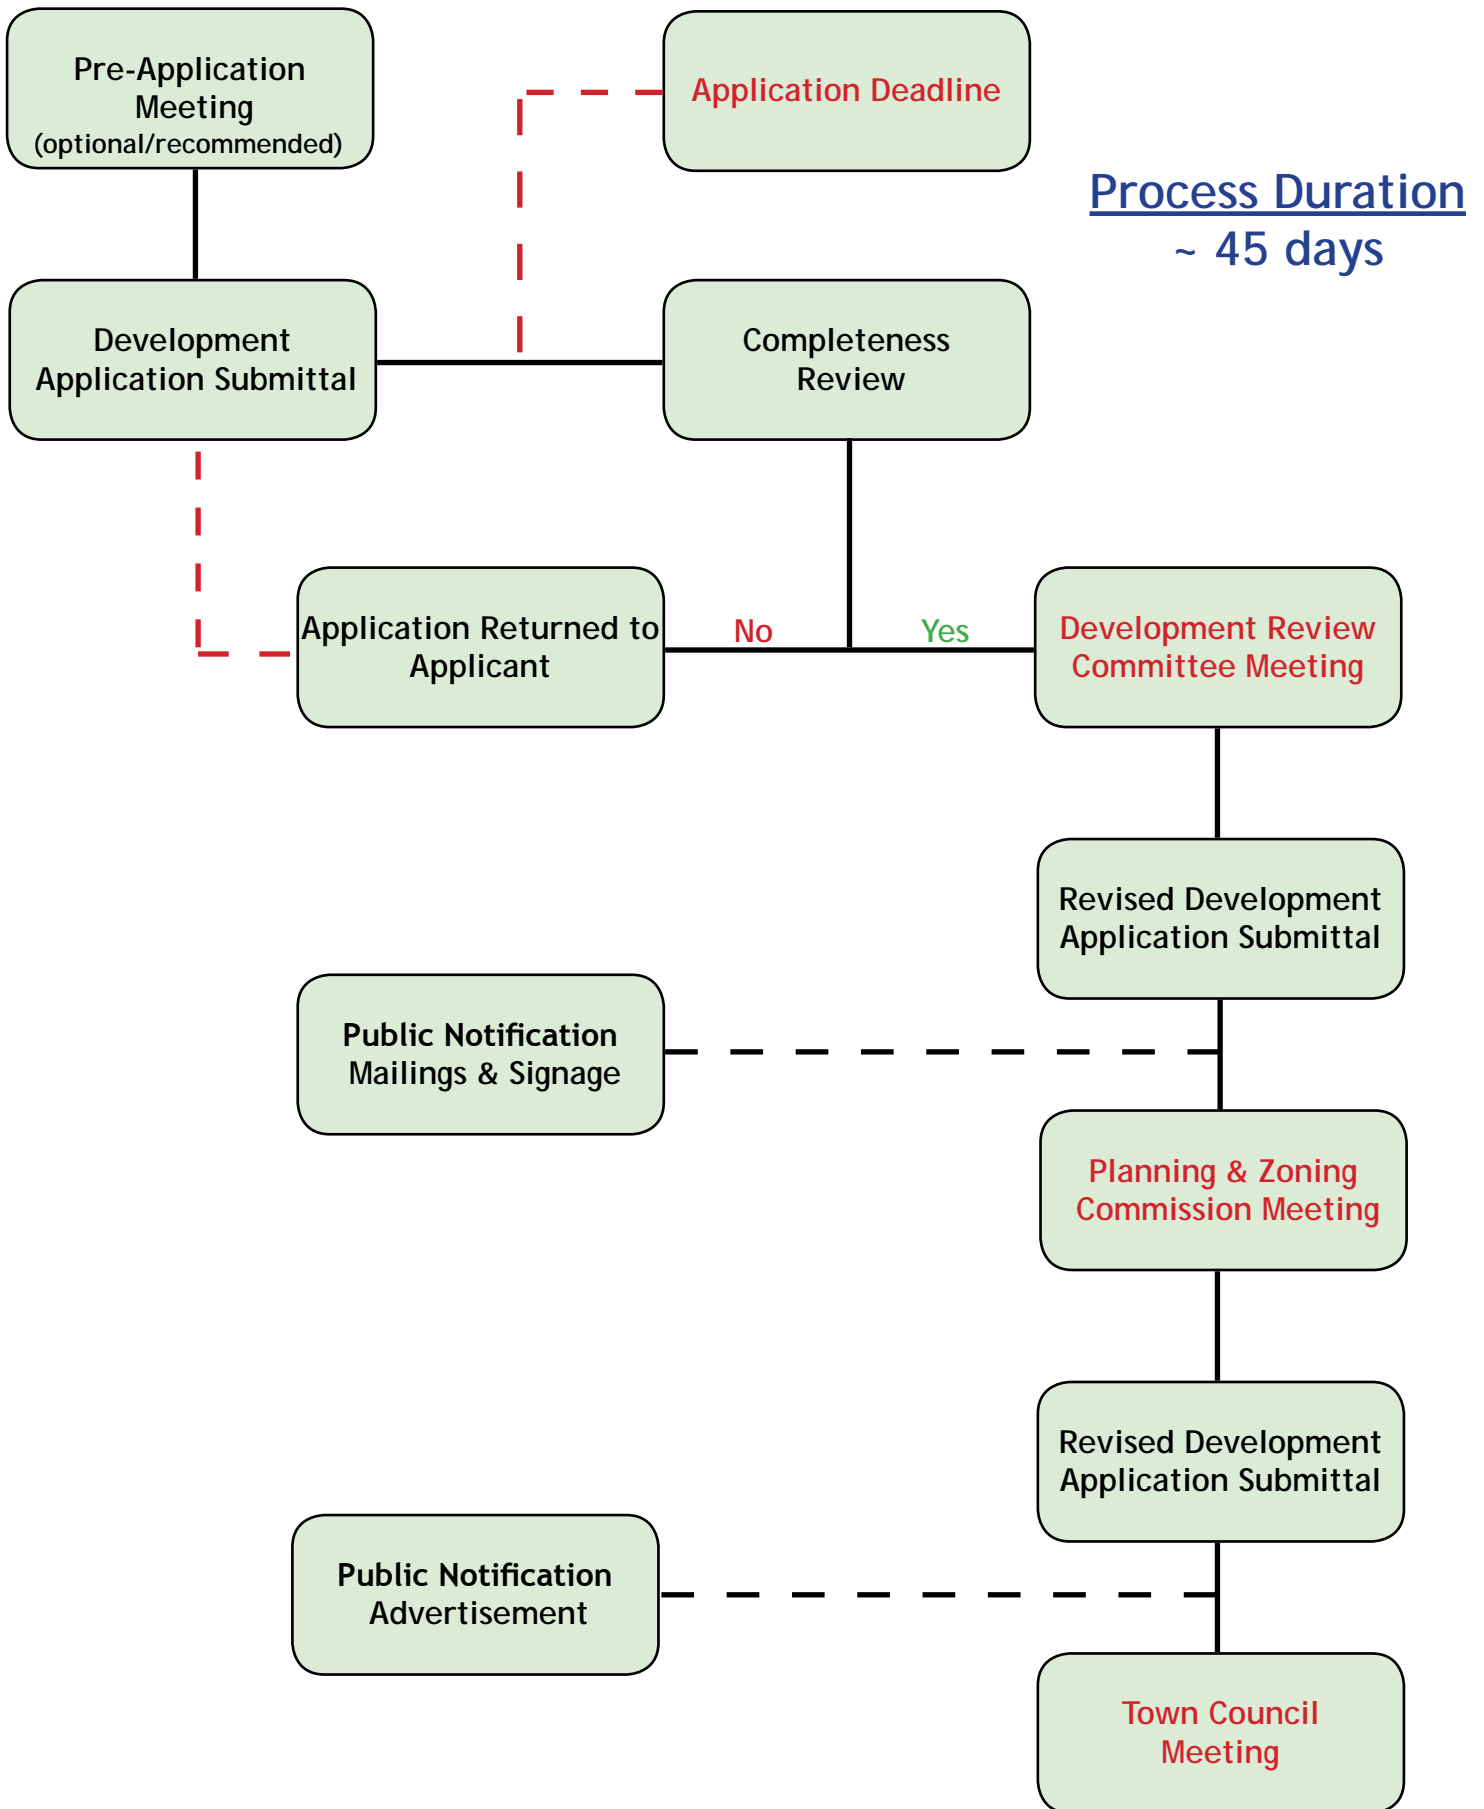 Pre-Application
Meeting
(optional/recommended)
Application Deadline
Process Duration
~ 45 days
Development
Application Submittal
Completeness
Review
Application Returned to
Applicant
No
Yes
Development Review
Committee Meeting
Revised Development
Application Submittal
Public Notification
Mailings & Signage
Planning & Zoning
Commission Meeting
Revised Development
Application Submittal
Public Notification
Advertisement
Town Council
Meeting